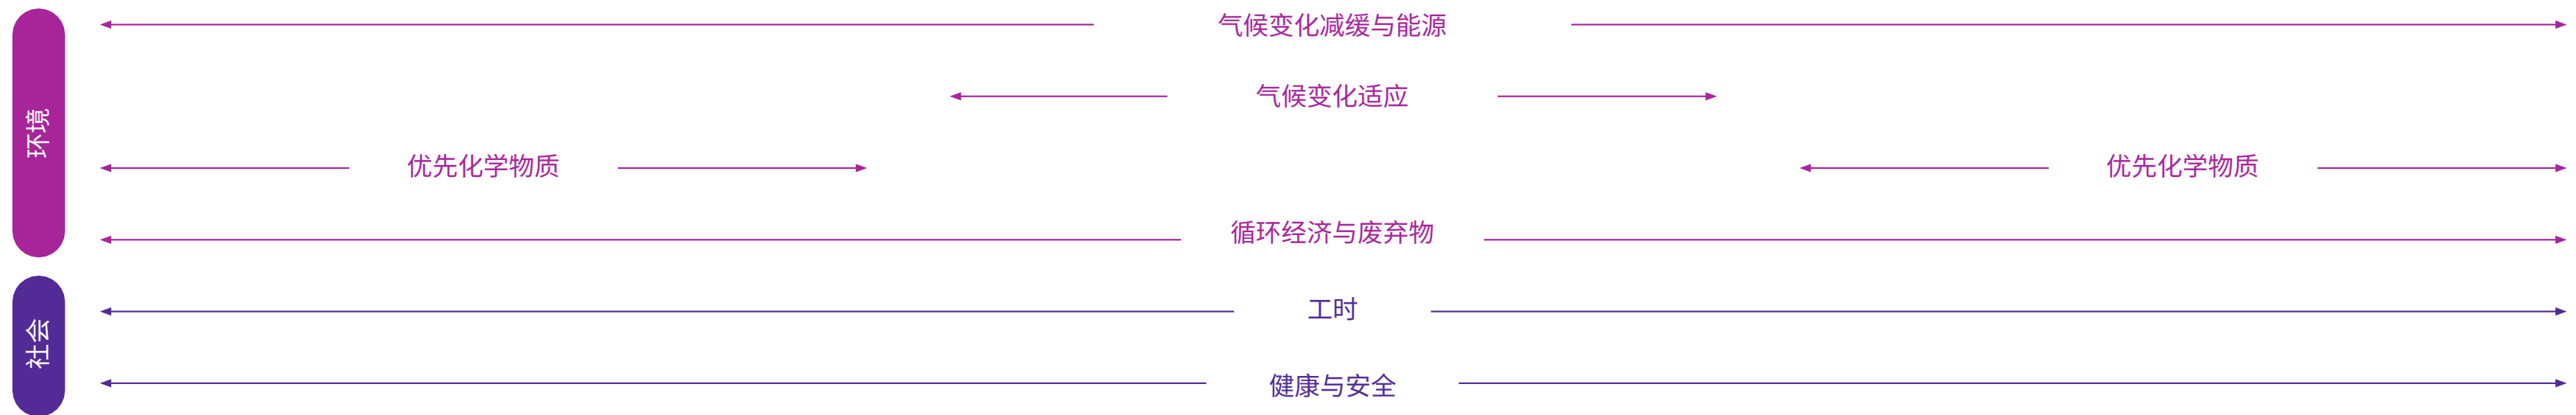 环境
气候变化减缓与能源
气候变化适应
优先化学物质
优先化学物质
循环经济与废弃物
社会
工时
健康与安全